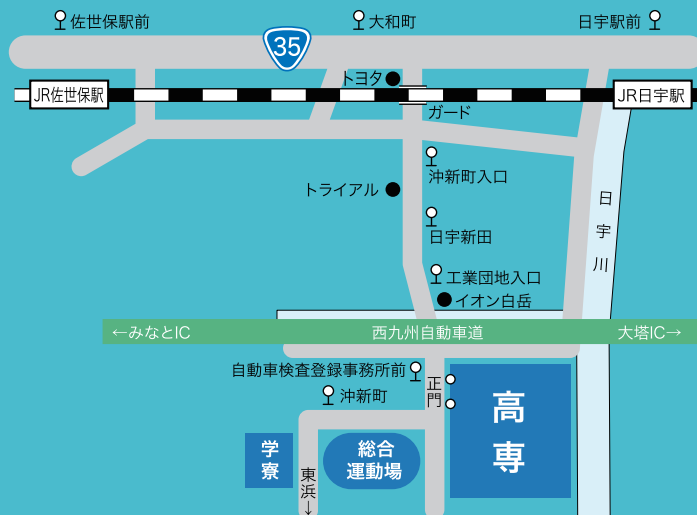 佐世保駅前
大和町
日宇駅前
35
トヨタ
JR佐世保駅
JR日宇駅
ガード
沖新町入口
トライアル
日宇川
日宇新田
工業団地入口
イオン白岳
←みなとIC
西九州自動車道
大塔IC→
自動車検査登録事務所前
正門
沖新町
高専
学寮
総合
運動場
東浜↓